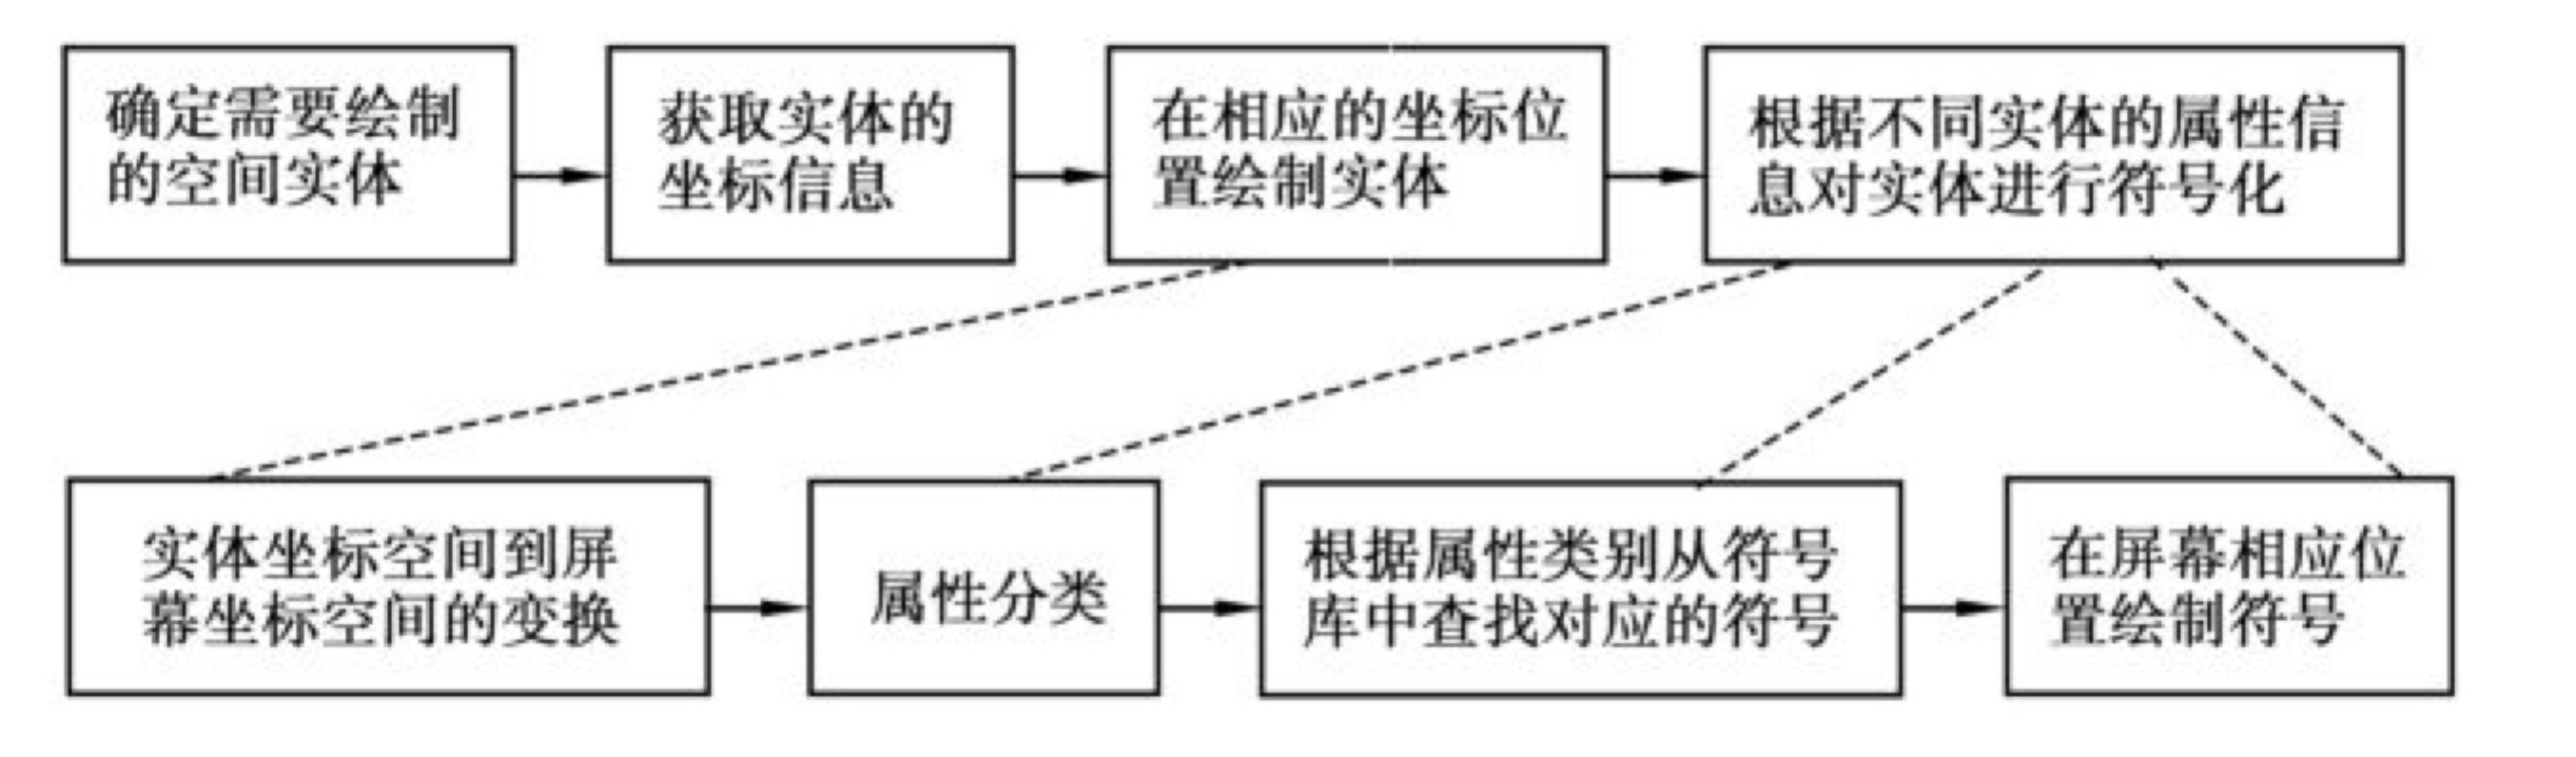 确定需要绘制
的空间实体
获取实体的
坐标信息
在相应的坐标位
置绘制实体
根据不同实体的属性信
息对实体进行符号化
实体坐标空间到屏
幕坐标空间的变换
属性分类
根据属性类别从符号
库中查找对应的符号
在屏幕相应位
置绘制符号